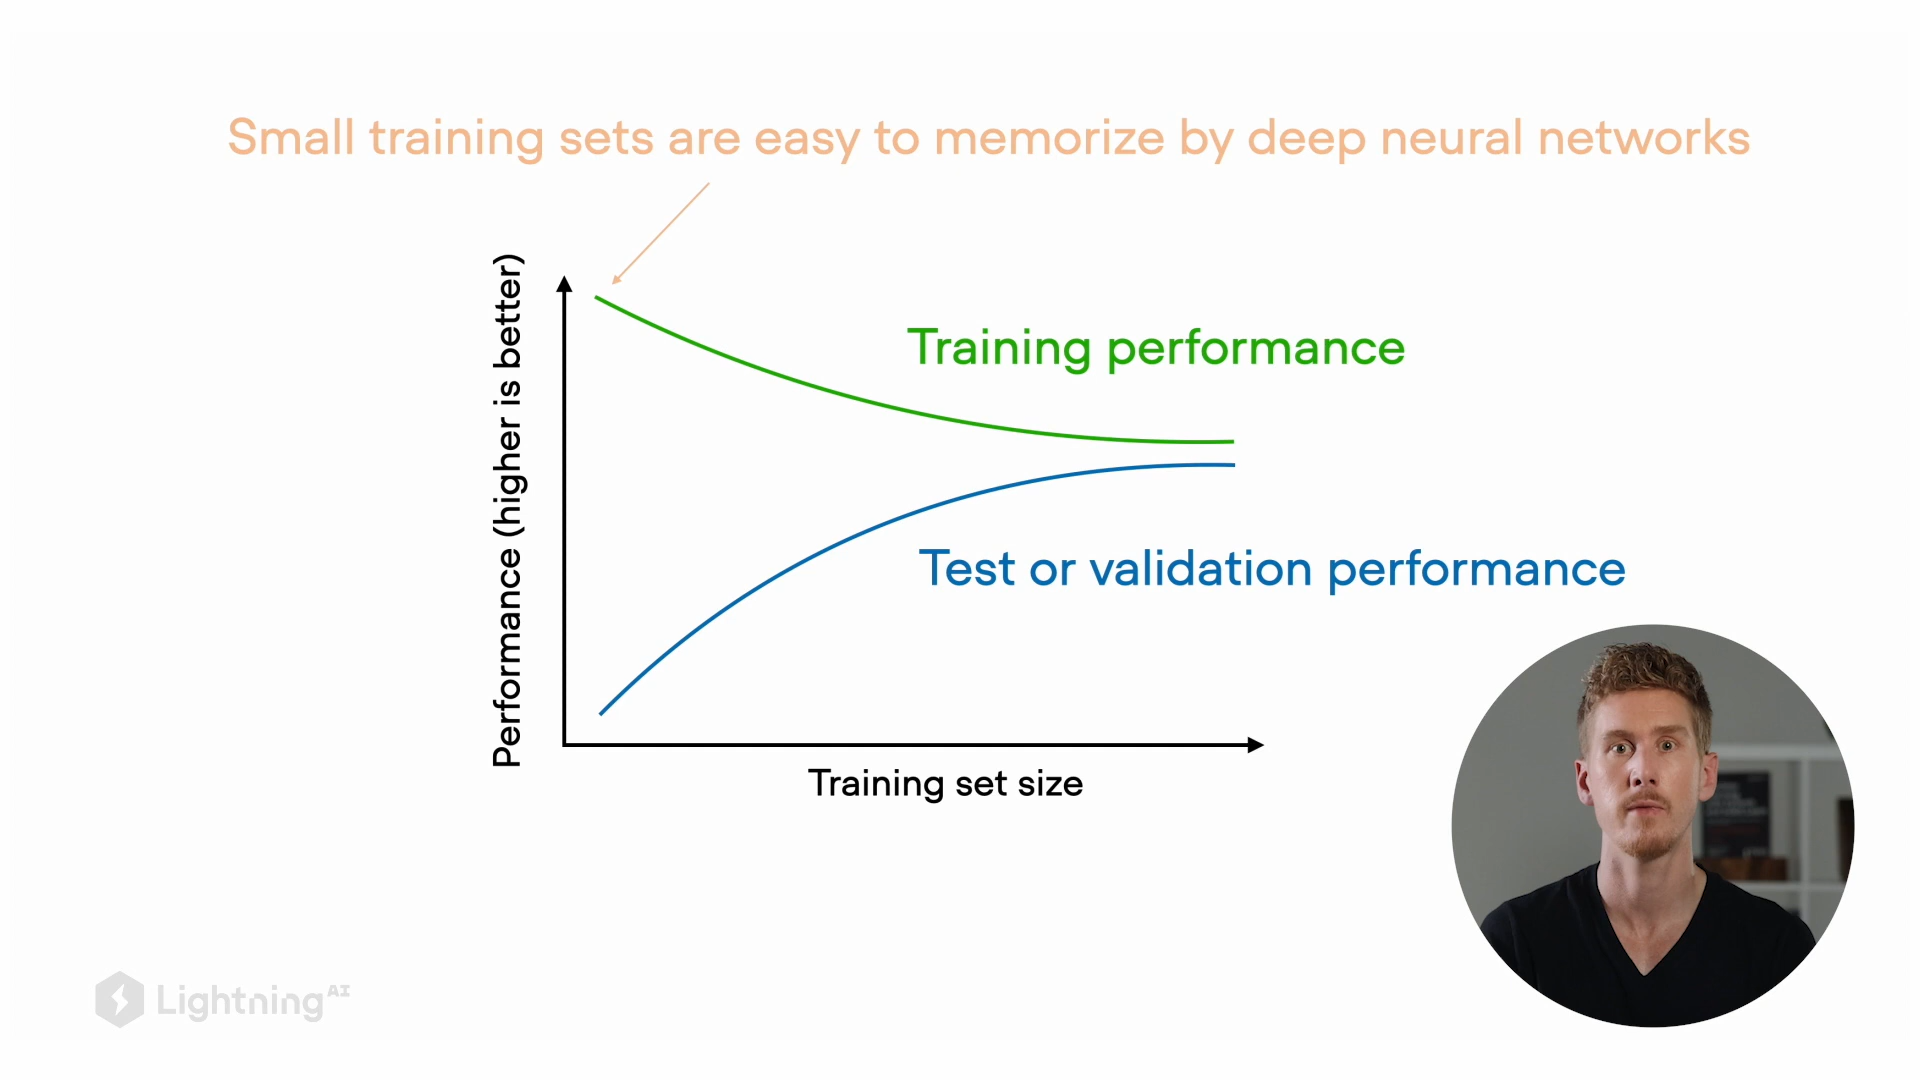 Small training sets are easy to memorize by deep neural networks
Performance (higher is better)
Training performance
Test or validation performance
Training set size
Lightning AI